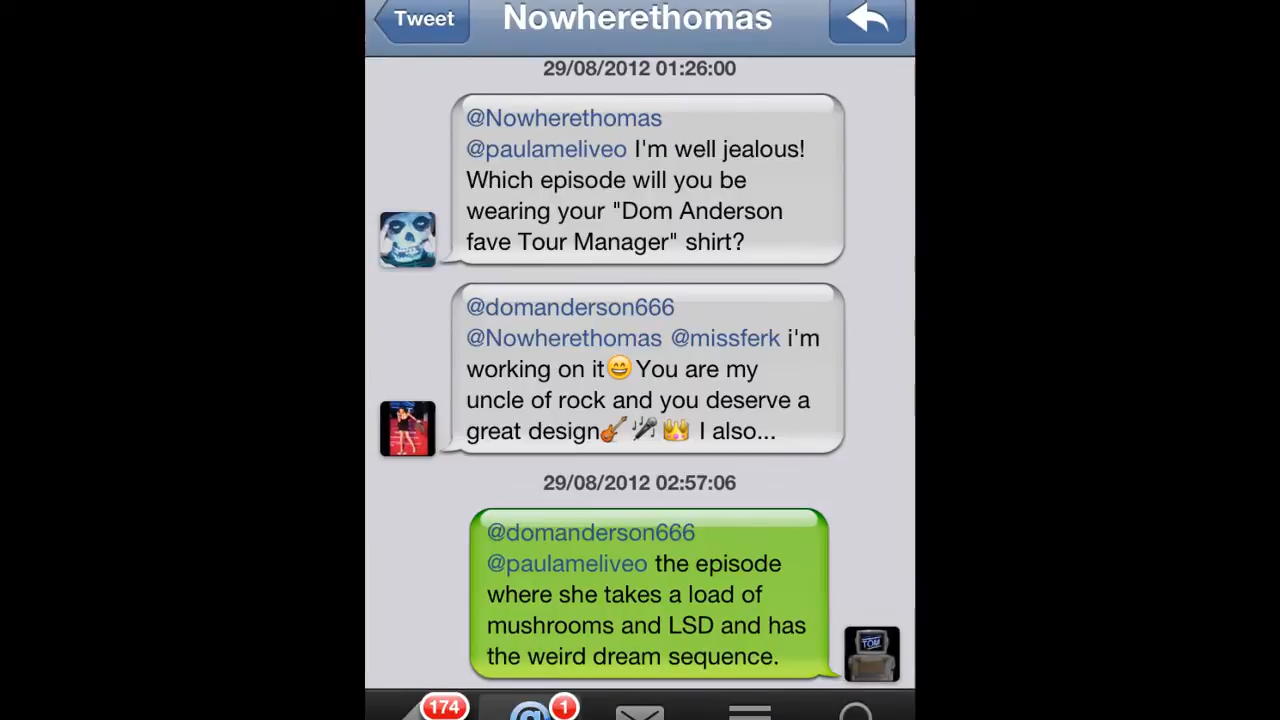 Tweet
Nowherethomas
29/08/2012 01:26:00
@Nowherethomas
@paulameliveo I'm well jealous!
Which episode will you be
wearing your "Dom Anderson
fave Tour Manager" shirt?
@domanderson666
@Nowherethomas @missferk i'm
working on it😄You are my
uncle of rock and you deserve a
great design🎸🎤👑 I also...
29/08/2012 02:57:06
@domanderson666
@paulameliveo the episode
where she takes a load of
mushrooms and LSD and has
the weird dream sequence.
TOM
174
@
1